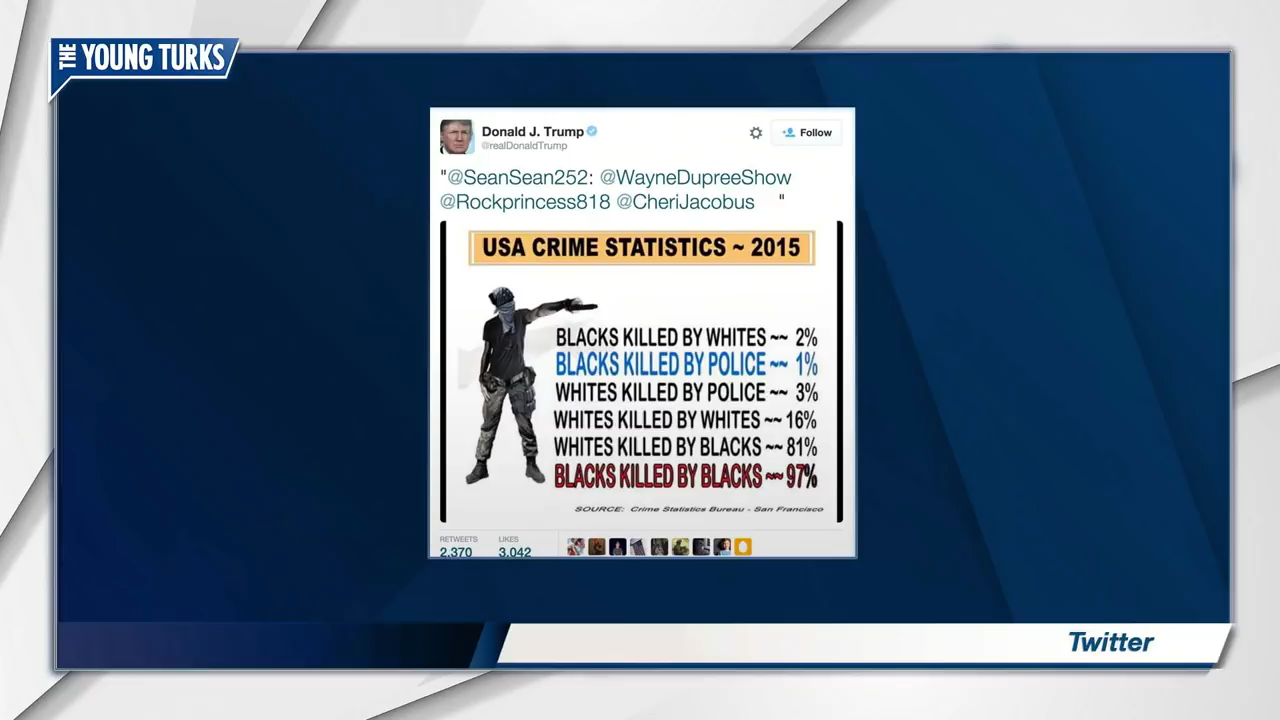 THE YOUNG TURKS
Donald J. Trump
@realDonaldTrump
Follow
"@SeanSean252: @WayneDupreeShow
@Rockprincess818 @CheriJacobus "
USA CRIME STATISTICS ~ 2015
BLACKS KILLED BY WHITES ~~ 2%
BLACKS KILLED BY POLICE ~~ 1%
WHITES KILLED BY POLICE ~~ 3%
WHITES KILLED BY WHITES ~~ 16%
WHITES KILLED BY BLACKS ~~ 81%
BLACKS KILLED BY BLACKS ~~ 97%
SOURCE: Crime Statistics Bureau - San Francisco
RETWEETS LIKES
2,370 3,042
Twitter